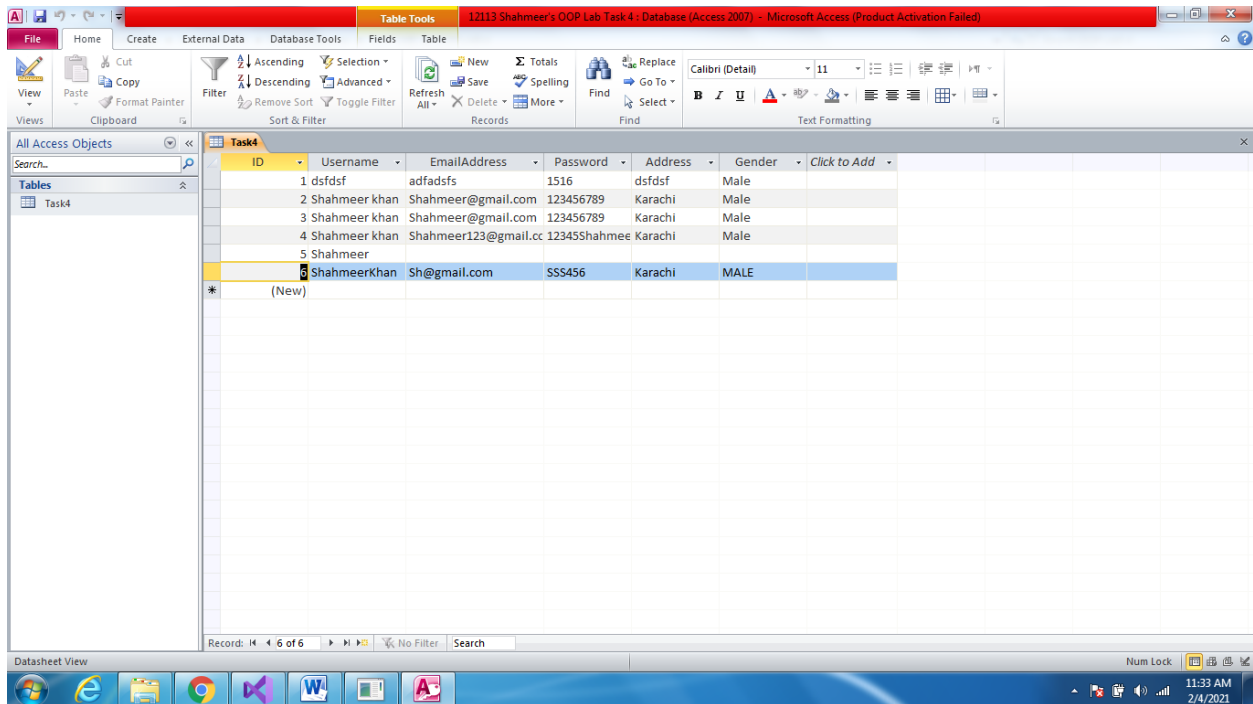 Table Tools 12113 Shahmeer's OOP Lab Task 4 : Database (Access 2007) - Microsoft Access (Product Activation Failed)
File Home Create External Data Database Tools Fields Table
View Paste Cut Copy Format Painter
Filter Ascending Descending Remove Sort Selection Advanced Toggle Filter
Refresh All New Save Delete Totals Spelling More
Find Replace Go To Select
Calibri (Detail) 11
B I U A
Views Clipboard Sort & Filter Records Find Text Formatting
All Access Objects Task4
Search...
Tables
Task4
ID Username EmailAddress Password Address Gender Click to Add
1 dsfdsf adfadsfs 1516 dsfdsf Male
2 Shahmeer khan Shahmeer@gmail.com 123456789 Karachi Male
3 Shahmeer khan Shahmeer@gmail.com 123456789 Karachi Male
4 Shahmeer khan Shahmeer123@gmail.cc 12345Shahmee Karachi Male
5 Shahmeer
6 ShahmeerKhan Sh@gmail.com SSS456 Karachi MALE
(New)
Record: 6 of 6 No Filter Search
Datasheet View Num Lock
11:33 AM
2/4/2021